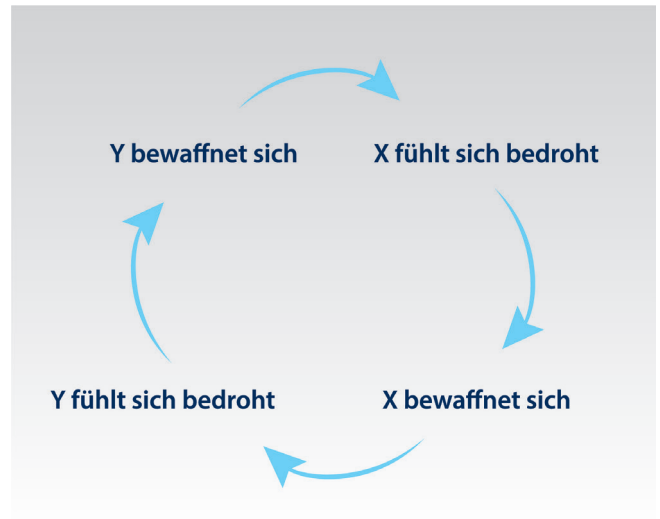 Y bewaffnet sich
X fühlt sich bedroht
Y fühlt sich bedroht
X bewaffnet sich